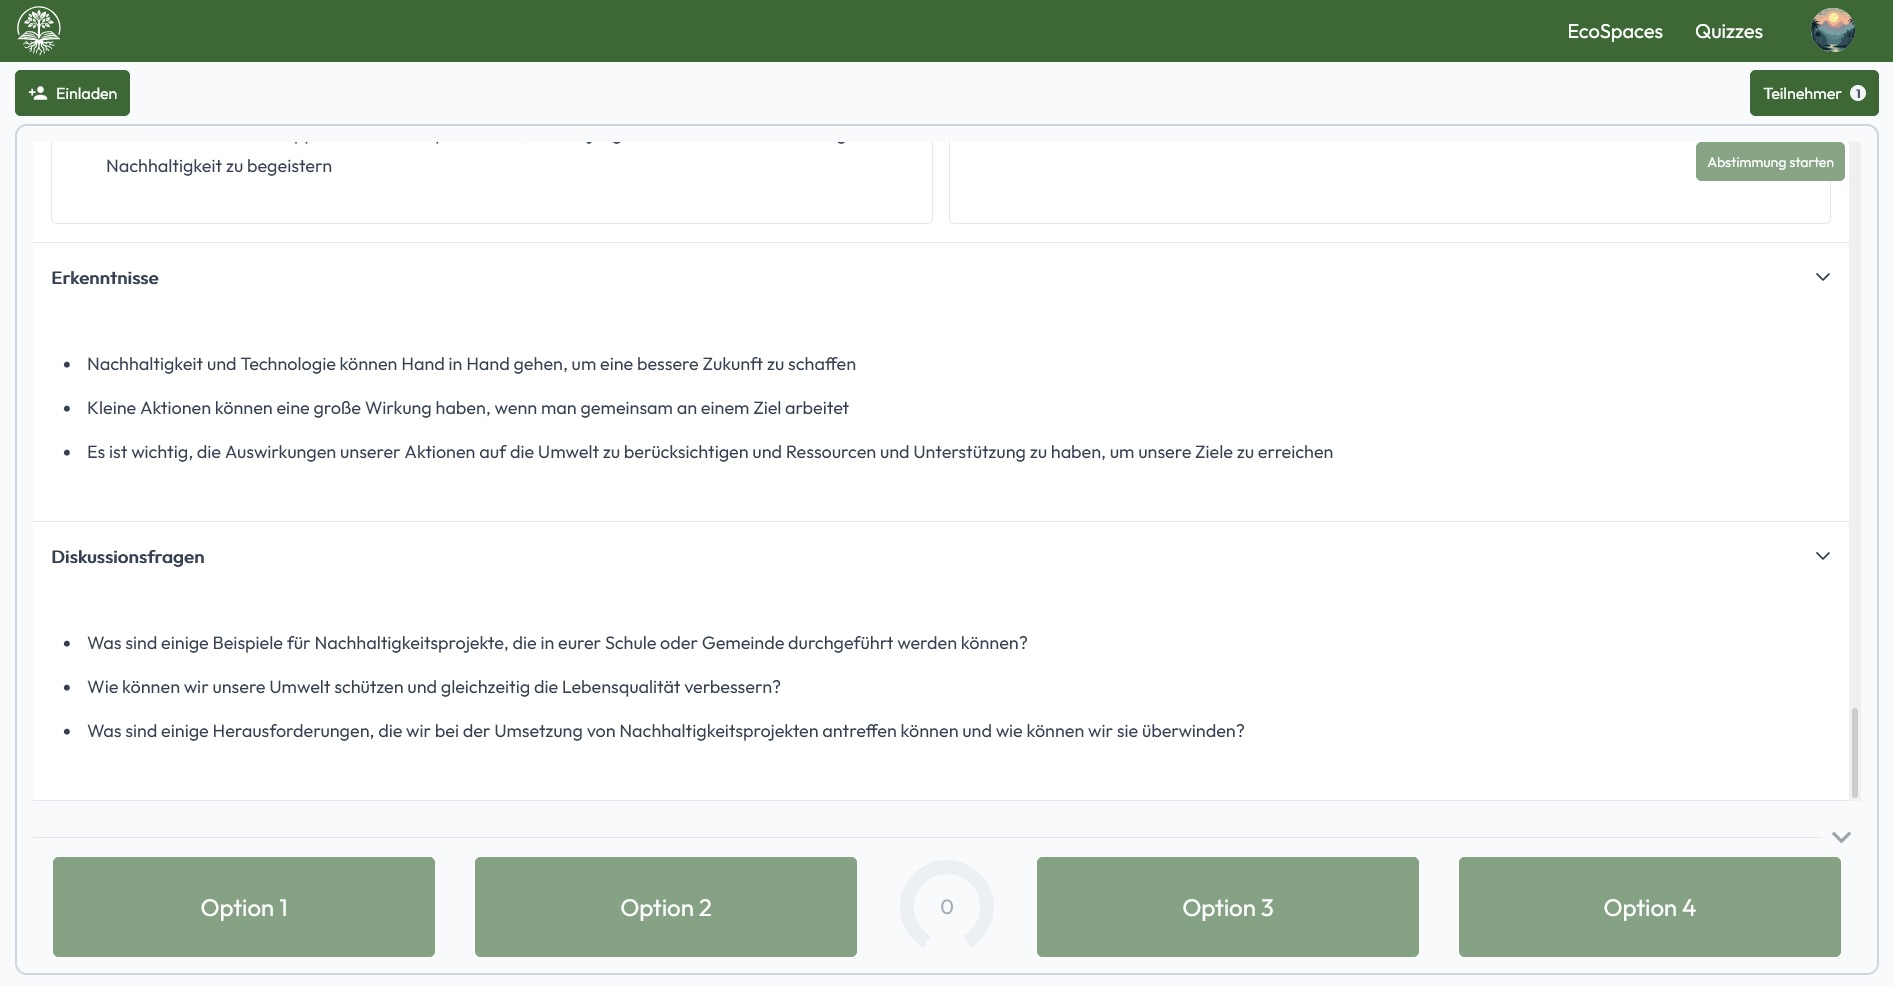 EcoSpaces
Quizzes
Einladen
Teilnehmer 1
Nachhaltigkeit zu begeistern
Abstimmung starten
Erkenntnisse
Nachhaltigkeit und Technologie können Hand in Hand gehen, um eine bessere Zukunft zu schaffen
Kleine Aktionen können eine große Wirkung haben, wenn man gemeinsam an einem Ziel arbeitet
Es ist wichtig, die Auswirkungen unserer Aktionen auf die Umwelt zu berücksichtigen und Ressourcen und Unterstützung zu haben, um unsere Ziele zu erreichen
Diskussionsfragen
Was sind einige Beispiele für Nachhaltigkeitsprojekte, die in eurer Schule oder Gemeinde durchgeführt werden können?
Wie können wir unsere Umwelt schützen und gleichzeitig die Lebensqualität verbessern?
Was sind einige Herausforderungen, die wir bei der Umsetzung von Nachhaltigkeitsprojekten antreffen können und wie können wir sie überwinden?
Option 1
Option 2
0
Option 3
Option 4